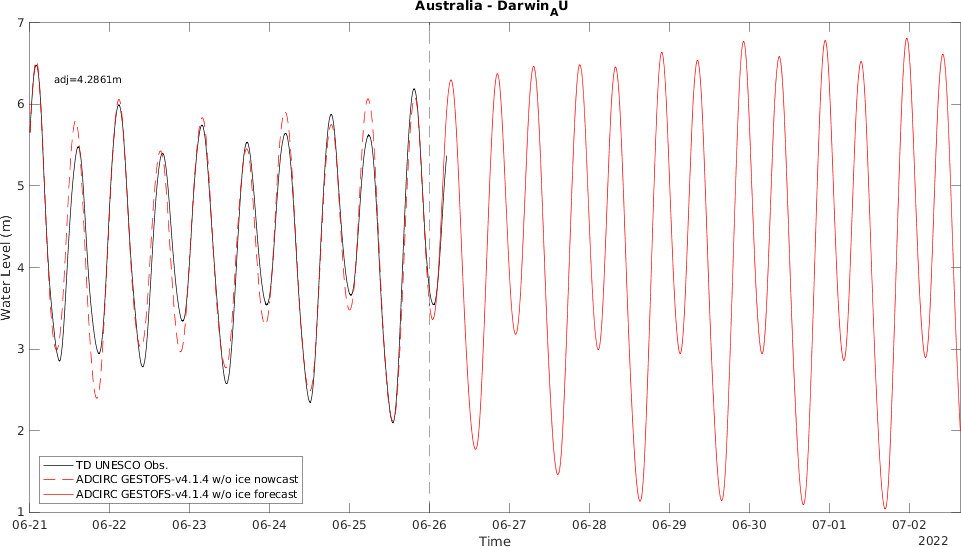 Australia - Darwin_AU
7
adj=4.2861m
6
5
4
3
2
1
Water Level (m)
TD UNESCO Obs.
ADCIRC GESTOFS-v4.1.4 w/o ice nowcast
ADCIRC GESTOFS-v4.1.4 w/o ice forecast
06-21 06-22 06-23 06-24 06-25 06-26 06-27 06-28 06-29 06-30 07-01 07-02
Time
2022